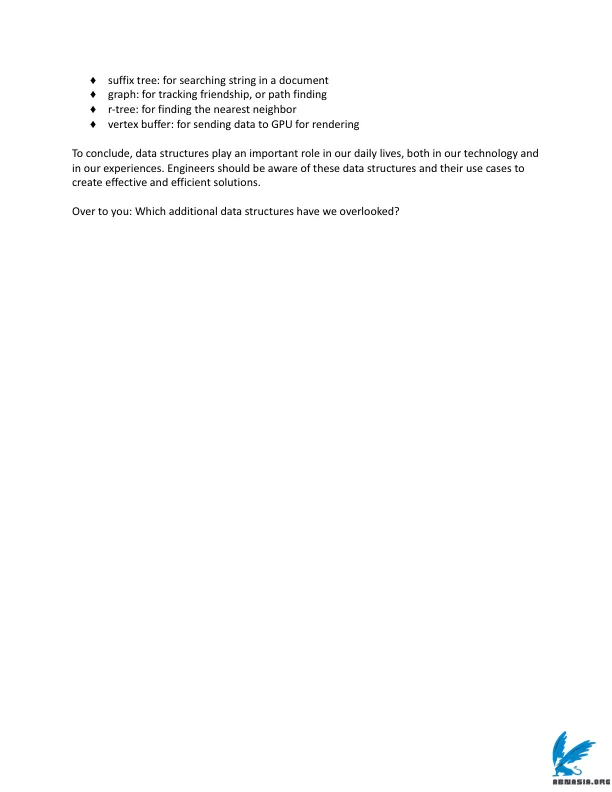 ♦ suffix tree: for searching string in a document
♦ graph: for tracking friendship, or path finding
♦ r-tree: for finding the nearest neighbor
♦ vertex buffer: for sending data to GPU for rendering
To conclude, data structures play an important role in our daily lives, both in our technology and
in our experiences. Engineers should be aware of these data structures and their use cases to
create effective and efficient solutions.
Over to you: Which additional data structures have we overlooked?
ABNASIA.ORG